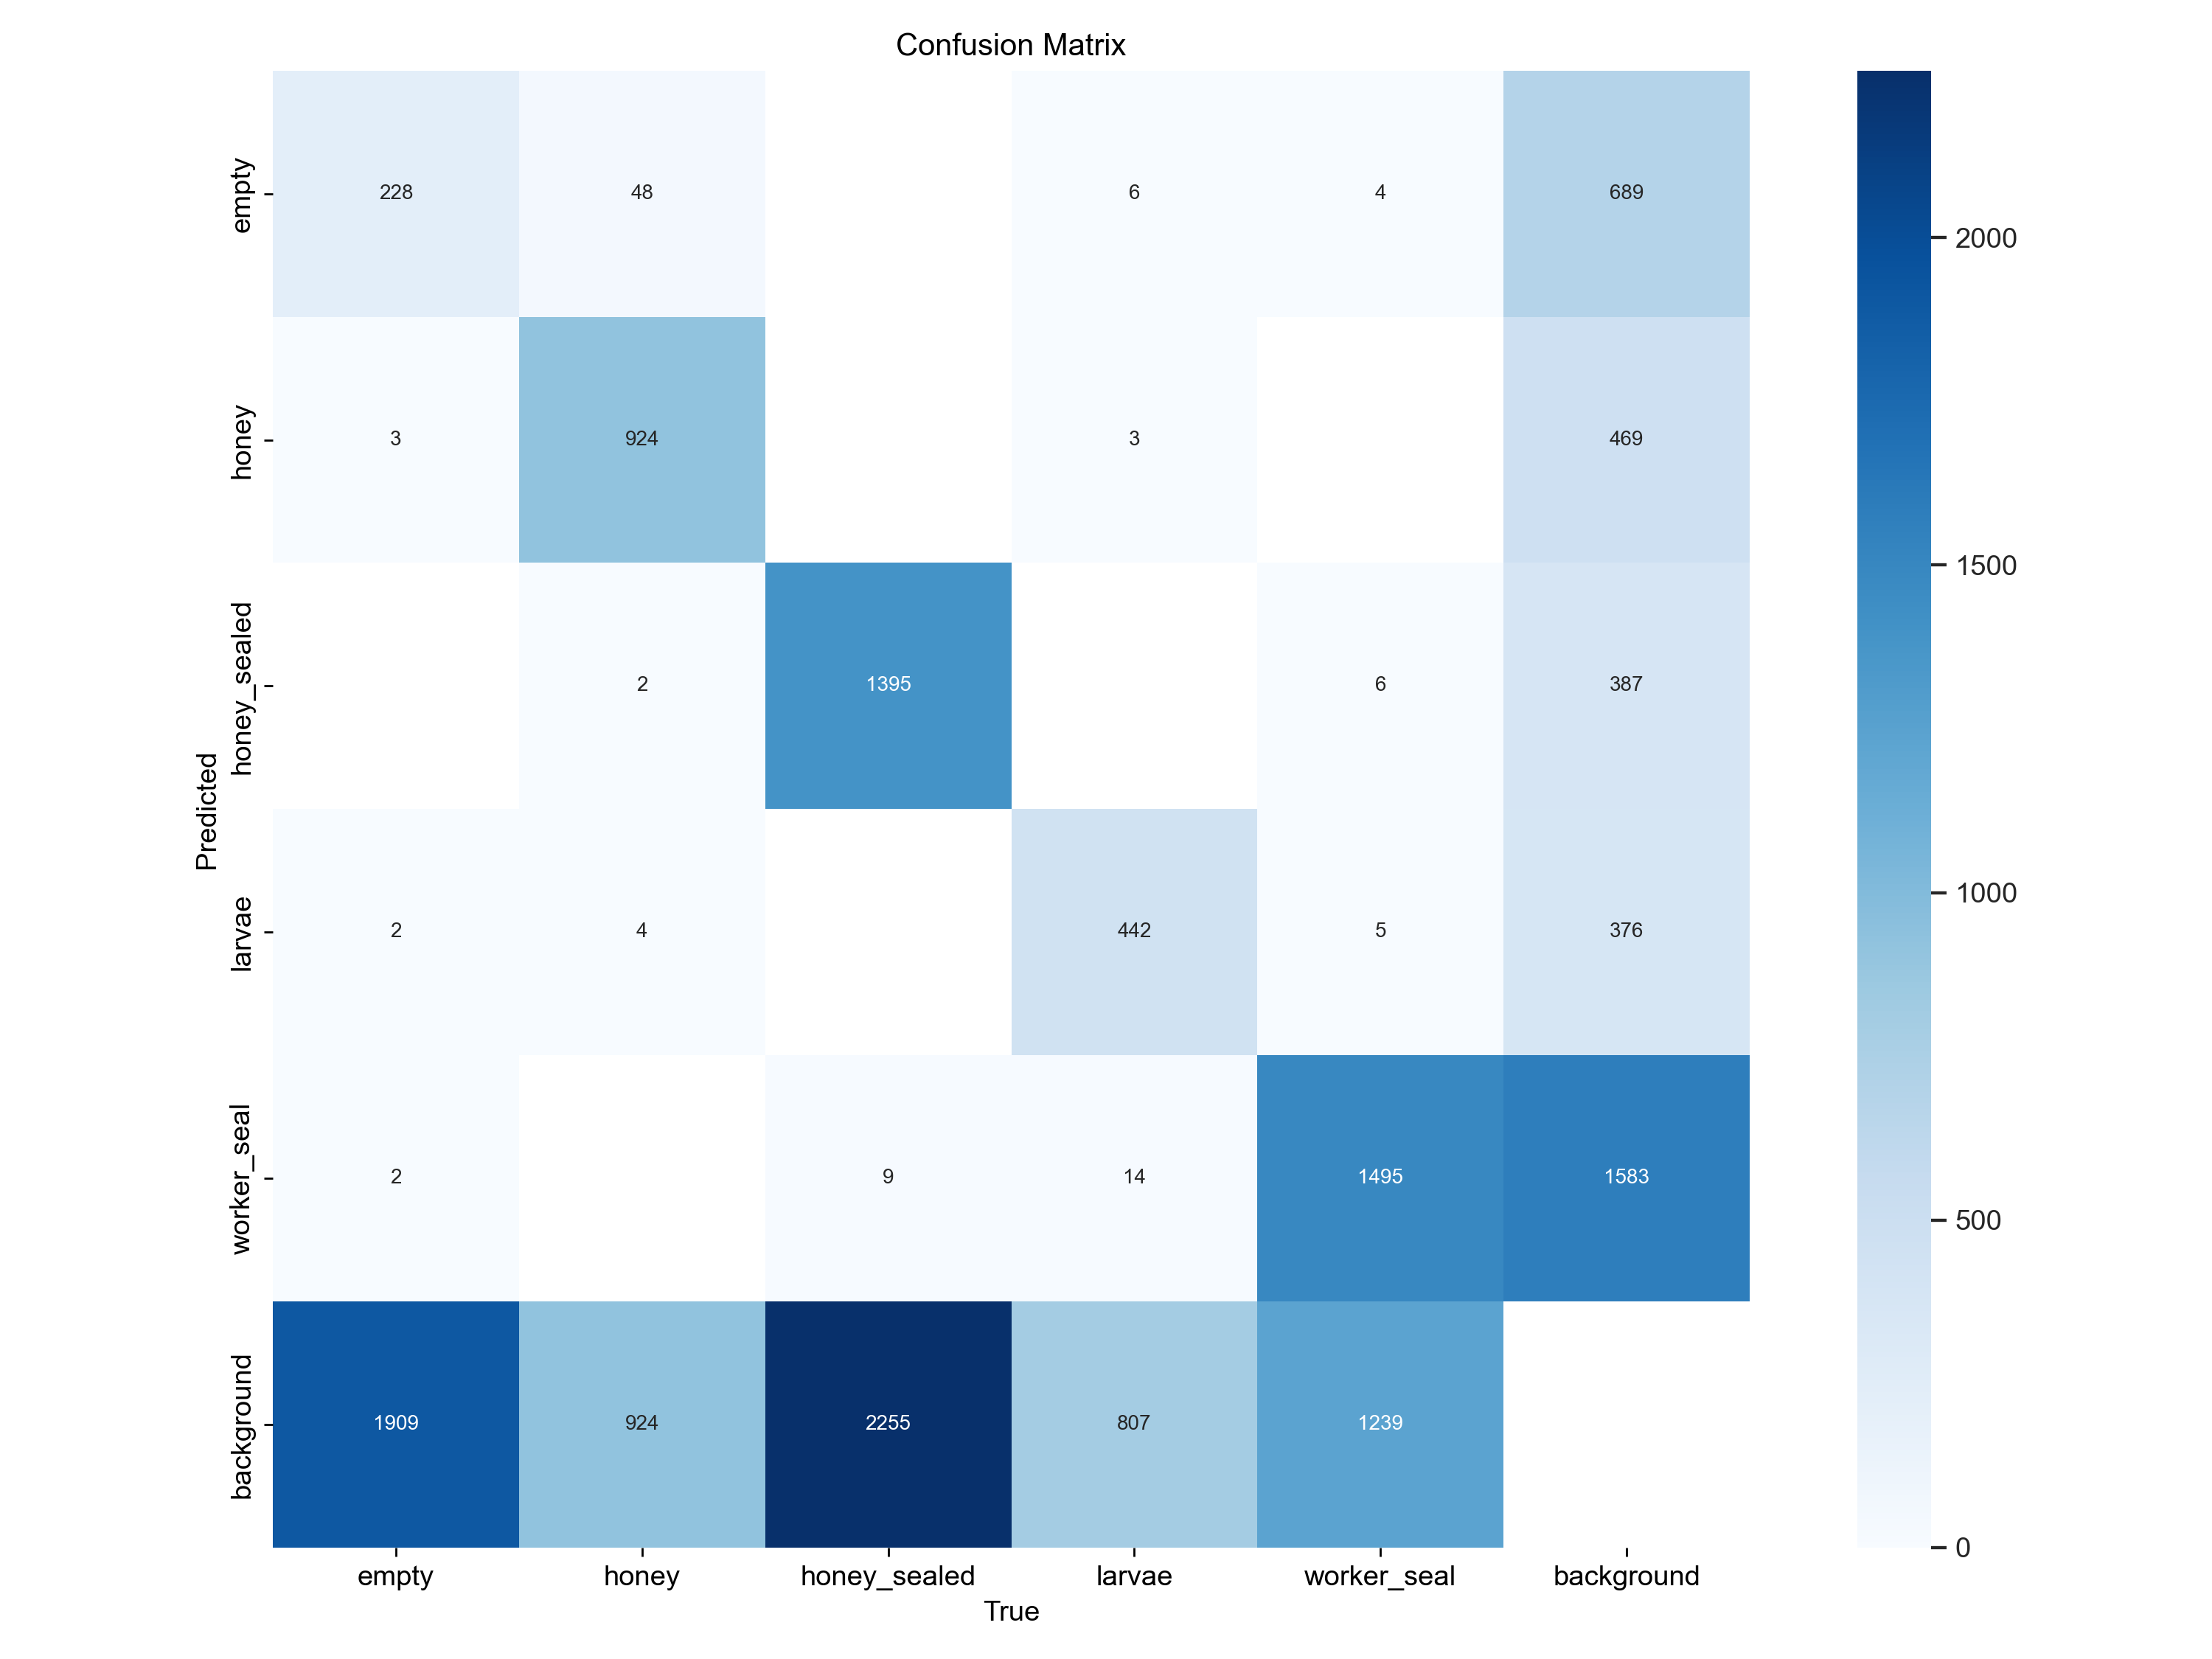 Confusion Matrix
empty 228 48 6 4 689
honey 3 924 3 469
honey_sealed 2 1395 6 387
larvae 2 4 442 5 376
worker_seal 2 9 14 1495 1583
background 1909 924 2255 807 1239
Predicted
empty honey honey_sealed larvae worker_seal background
True
2000
1500
1000
500
0